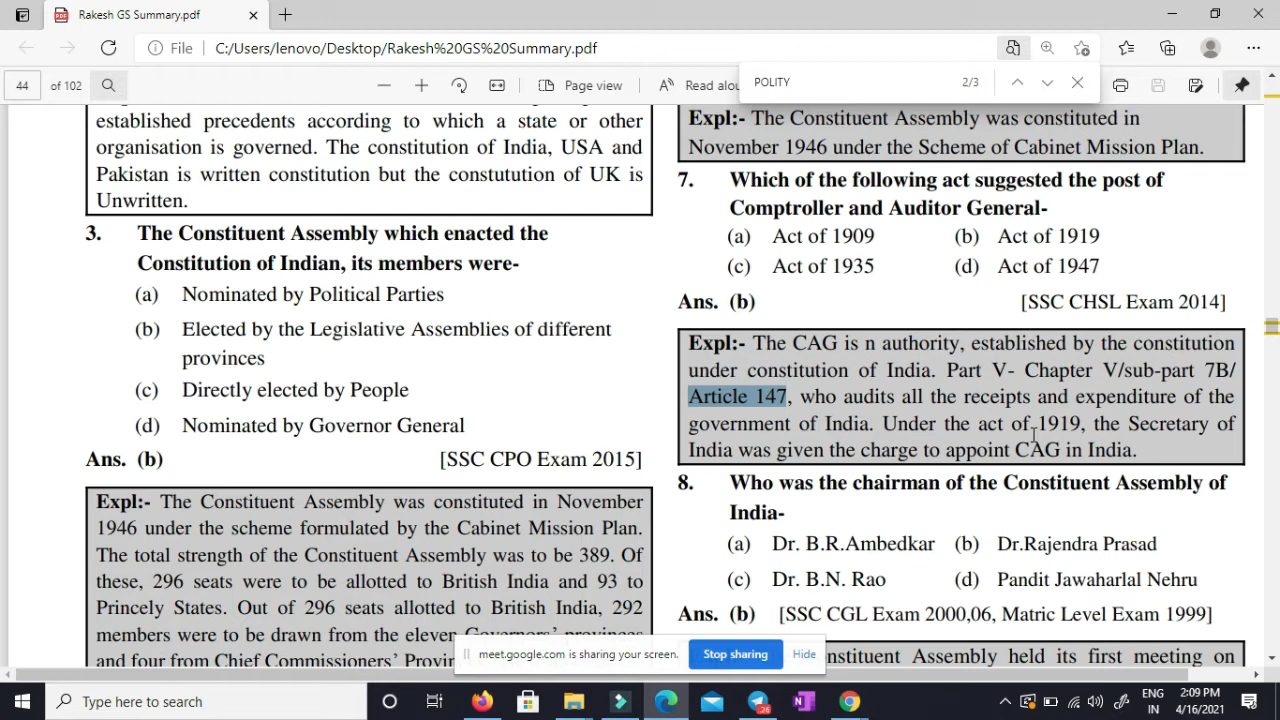 Rakesh GS Summary.pdf
File
C:/Users/lenovo/Desktop/Rakesh%20GS%20Summary.pdf
44 of 102
Page view
Read alou
POLITY 2/3
established precedents according to which a state or other
organisation is governed. The constitution of India, USA and
Pakistan is written constitution but the constutution of UK is
Unwritten.
3. The Constituent Assembly which enacted the
Constitution of Indian, its members were-
(a) Nominated by Political Parties
(b) Elected by the Legislative Assemblies of different
provinces
(c) Directly elected by People
(d) Nominated by Governor General
Ans. (b) [SSC CPO Exam 2015]
Expl:- The Constituent Assembly was constituted in November
1946 under the scheme formulated by the Cabinet Mission Plan.
The total strength of the Constituent Assembly was to be 389. Of
these, 296 seats were to be allotted to British India and 93 to
Princely States. Out of 296 seats allotted to British India, 292
members were to be drawn from the eleven Governors' provinces
and four from Chief Commissioners' Provin
Expl:- The Constituent Assembly was constituted in
November 1946 under the Scheme of Cabinet Mission Plan.
7. Which of the following act suggested the post of
Comptroller and Auditor General-
(a) Act of 1909 (b) Act of 1919
(c) Act of 1935 (d) Act of 1947
Ans. (b) [SSC CHSL Exam 2014]
Expl:- The CAG is n authority, established by the constitution
under constitution of India. Part V- Chapter V/sub-part 7B/
Article 147, who audits all the receipts and expenditure of the
government of India. Under the act of 1919, the Secretary of
India was given the charge to appoint CAG in India.
8. Who was the chairman of the Constituent Assembly of
India-
(a) Dr. B.R.Ambedkar (b) Dr.Rajendra Prasad
(c) Dr. B.N. Rao (d) Pandit Jawaharlal Nehru
Ans. (b) [SSC CGL Exam 2000,06, Matric Level Exam 1999]
nstituent Assembly held its first meeting on
meet.google.com is sharing your screen. Stop sharing Hide
Type here to search
26
ENG
IN
2:09 PM
4/16/2021